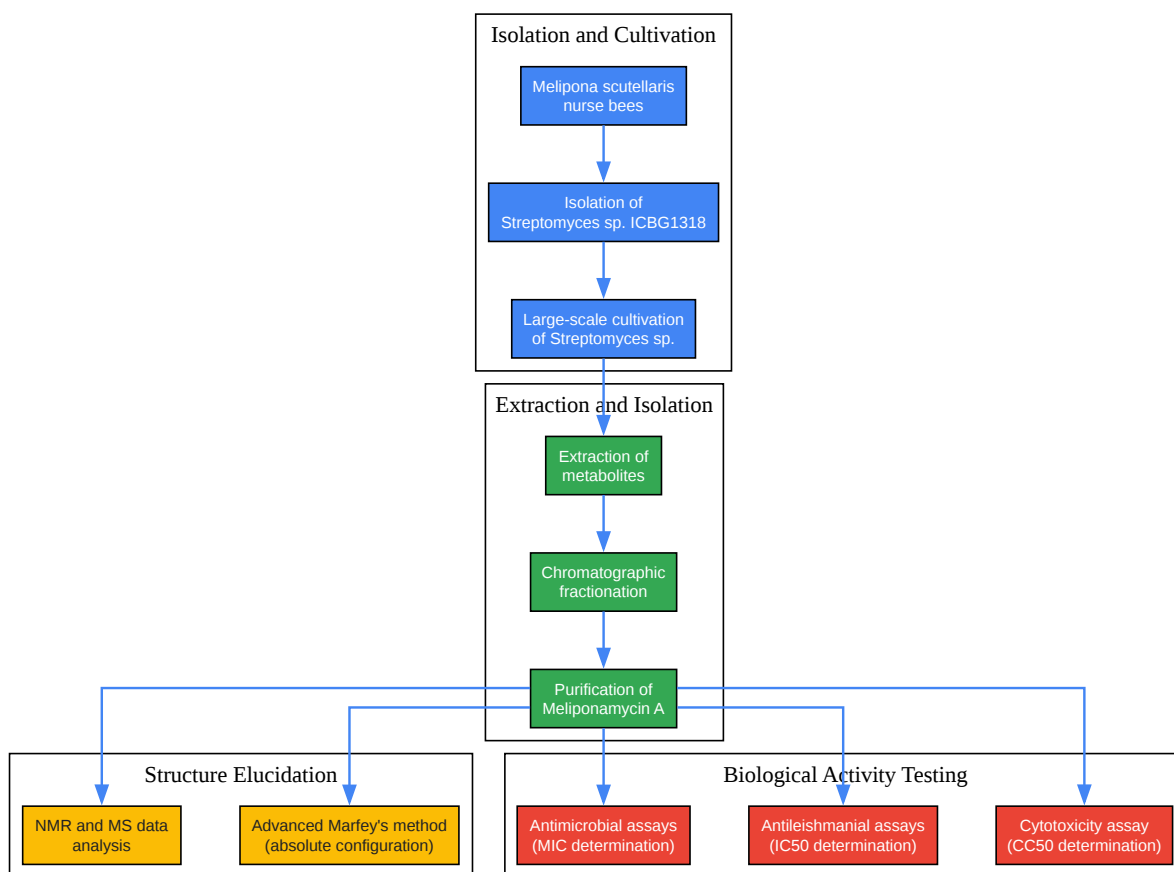 Isolation and Cultivation
Melipona scutellaris
nurse bees
Isolation of
Streptomyces sp. ICBG1318
Large-scale cultivation
of Streptomyces sp.
Extraction and Isolation
Extraction of
metabolites
Chromatographic
fractionation
Purification of
Meliponamycin A
Structure Elucidation
NMR and MS data
analysis
Advanced Marfey's method
(absolute configuration)
Biological Activity Testing
Antimicrobial assays
(MIC determination)
Antileishmanial assays
(IC50 determination)
Cytotoxicity assay
(CC50 determination)